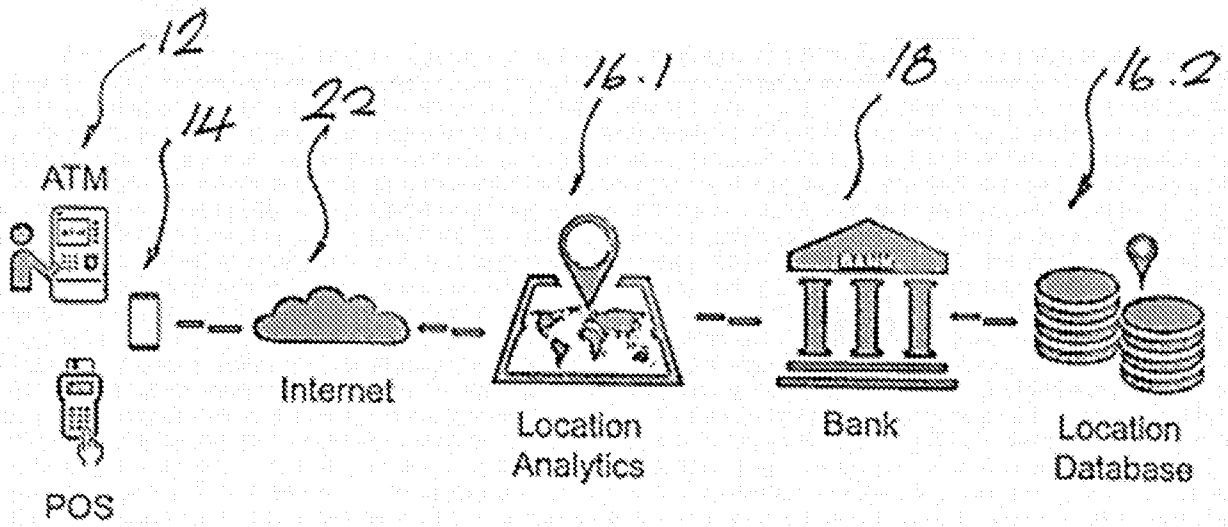 12
14
22
16.1
18
16.2
ATM
Internet
Location
Analytics
Bank
Location
Database
POS